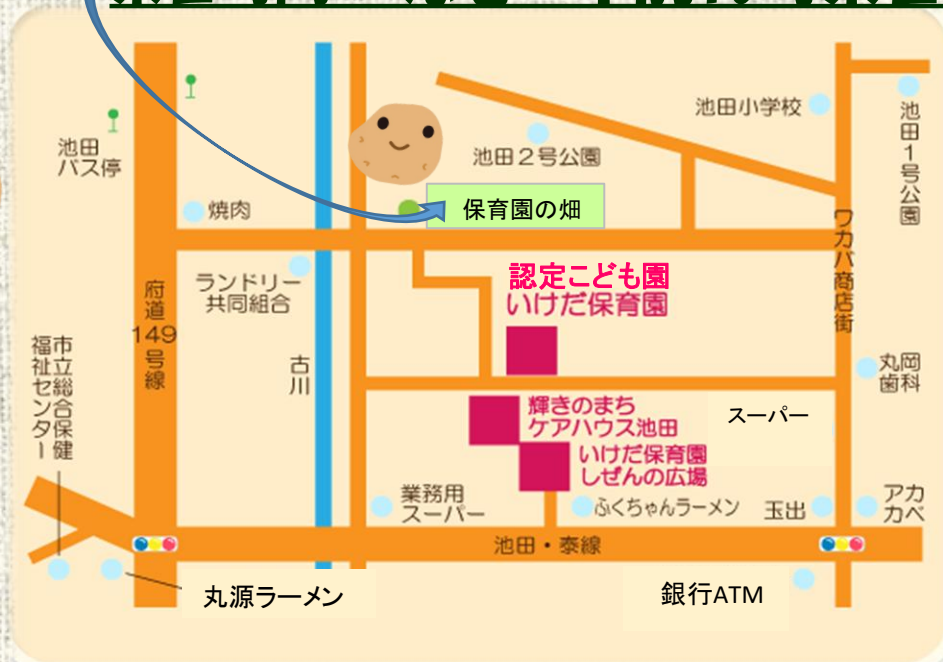 池田小学校
池田
バス停
池田２号公園
池田１号公園
焼肉
保育園の畑
ワカバ商店街
認定こども園
いけだ保育園
ランドリー
共同組合
府道
149
号線
古川
市立総合保健
福祉センター
丸岡
歯科
輝きのまち
ケアハウス池田
スーパー
いけだ保育園
しぜんの広場
業務用
スーパー
ふくちゃんラーメン
玉出
アカ
カベ
池田・泰線
丸源ラーメン
銀行ATM